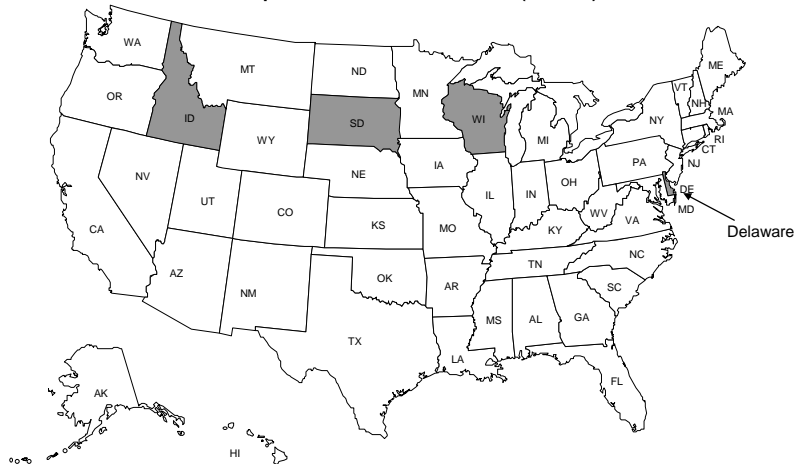 WA
ME
MT
ND
VT
NH
MN
OR
MA
ID
SD
WI
NY
WY
MI
RI
CT
PA
NJ
IA
NE
NV
OH
IL
IN
DE
UT
WV
MD
CO
VA
CA
KS
MO
KY
Delaware
NC
TN
AZ
OK
AR
SC
NM
MS
AL
GA
TX
LA
FL
AK
HI